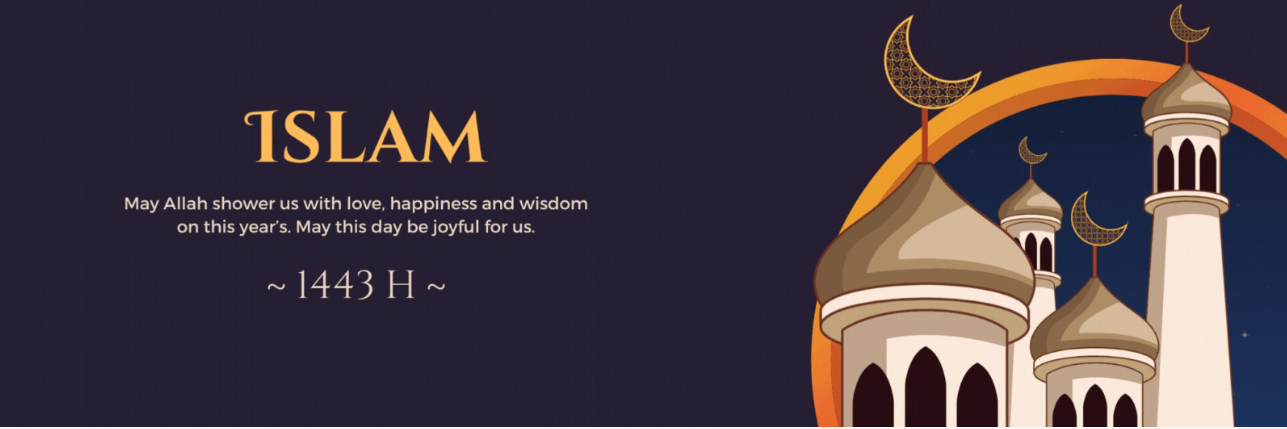 ISLAM
May Allah shower us with love, happiness and wisdom
on this year's. May this day be joyful for us.
~ 1443 H ~